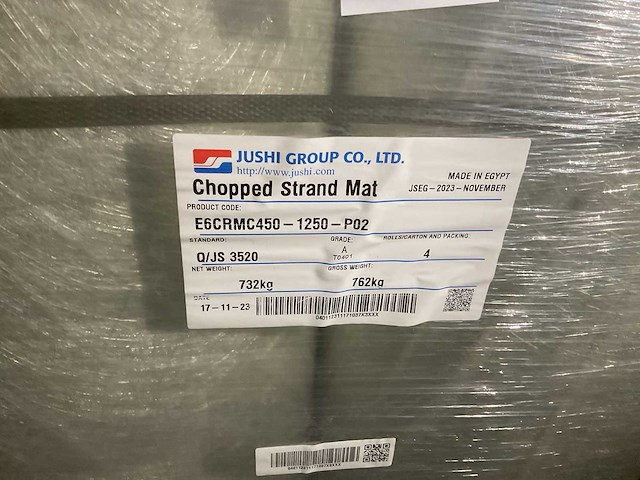 JUSHI GROUP CO., LTD.
http://www.jushi.com
Chopped Strand Mat
MADE IN EGYPT
JSEG-2023-NOVEMBER
PRODUCT CODE:
E6CRMC450-1250-P02
STANDARD: GRADE: ROLLS/CARTON AND PACKING:
Q/JS 3520 A 4
T0401
NET WEIGHT: GROSS WEIGHT:
732kg 762kg
DATE
17-11-23